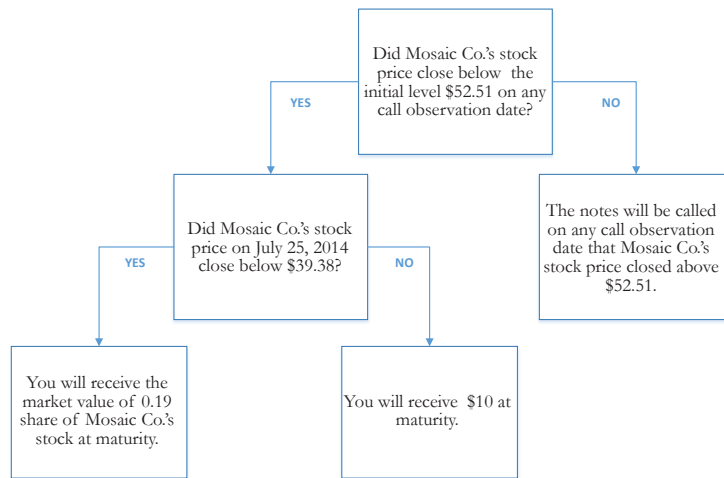 Did Mosaic Co.'s stock
price close below the
initial level $52.51 on any
call observation date?
YES
NO
Did Mosaic Co.'s stock
price on July 25, 2014
close below $39.38?
The notes will be called
on any call observation
date that Mosaic Co.'s
stock price closed above
$52.51.
YES
NO
You will receive the
market value of 0.19
share of Mosaic Co.'s
stock at maturity.
You will receive $10 at
maturity.